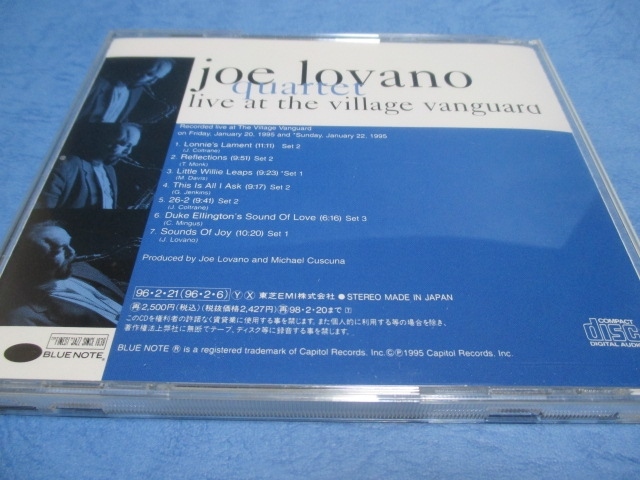 joe lovano
quartet
live at the village vanguard
Recorded live at The Village Vanguard
on Friday, January 20, 1995 and *Sunday, January 22, 1995
1. Lonnie's Lament (11:11) Set 2
(J. Coltrane)
2. Reflections (9:51) Set 2
(T. Monk)
3. Little Willie Leaps (9:23) *Set 1
(M. Davis)
4. This Is All I Ask (9:17) Set 2
(G. Jenkins)
5. 26-2 (9:41) Set 2
(J. Coltrane)
6. Duke Ellington's Sound Of Love (6:16) Set 3
(C. Mingus)
7. Sounds Of Joy (10:20) Set 1
(J. Lovano)
Produced by Joe Lovano and Michael Cuscuna
96・2・21 (96・2・6) Y X 東芝EMI株式会社 ● STEREO MADE IN JAPAN
再 2,500円(税込)(税抜2,427円) 再 98・2・20まで
このCDを権利者の許諾なく賃貸業に使用する事を禁じます。また個人的に利用する等の場合を除き、
著作権法上弊社に無断でテープ、ディスク等に録音する事を禁じます。
BLUE NOTE ® is a registered trademark of Capitol Records, Inc. ©Ⓟ1995 Capitol Records, Inc.
THE FINEST IN JAZZ SINCE 1939
BLUE NOTE
COMPACT
disc
DIGITAL AUDIO